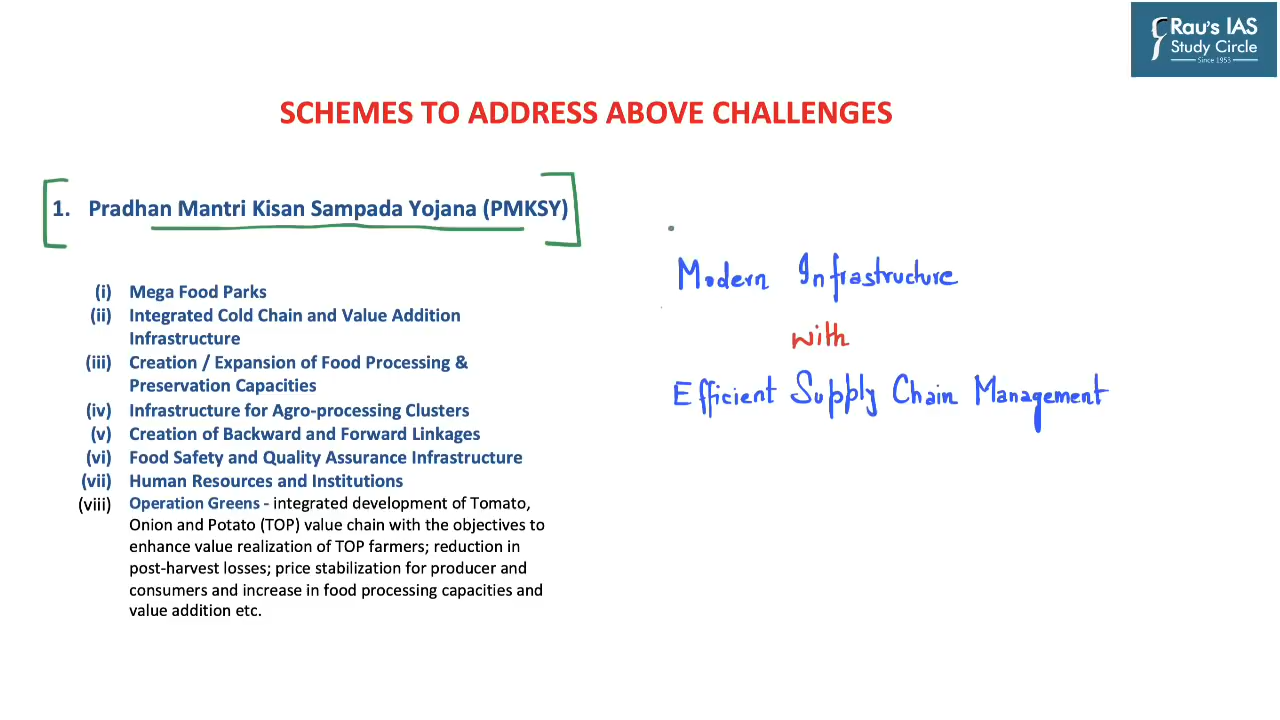 Rau's IAS
Study Circle
Since 1953
SCHEMES TO ADDRESS ABOVE CHALLENGES
1. Pradhan Mantri Kisan Sampada Yojana (PMKSY)
(i) Mega Food Parks
(ii) Integrated Cold Chain and Value Addition
Infrastructure
(iii) Creation / Expansion of Food Processing &
Preservation Capacities
(iv) Infrastructure for Agro-processing Clusters
(v) Creation of Backward and Forward Linkages
(vi) Food Safety and Quality Assurance Infrastructure
(vii) Human Resources and Institutions
(viii) Operation Greens - integrated development of Tomato,
Onion and Potato (TOP) value chain with the objectives to
enhance value realization of TOP farmers; reduction in
post-harvest losses; price stabilization for producer and
consumers and increase in food processing capacities and
value addition etc.
Modern Infrastructure
with
Efficient Supply Chain Management